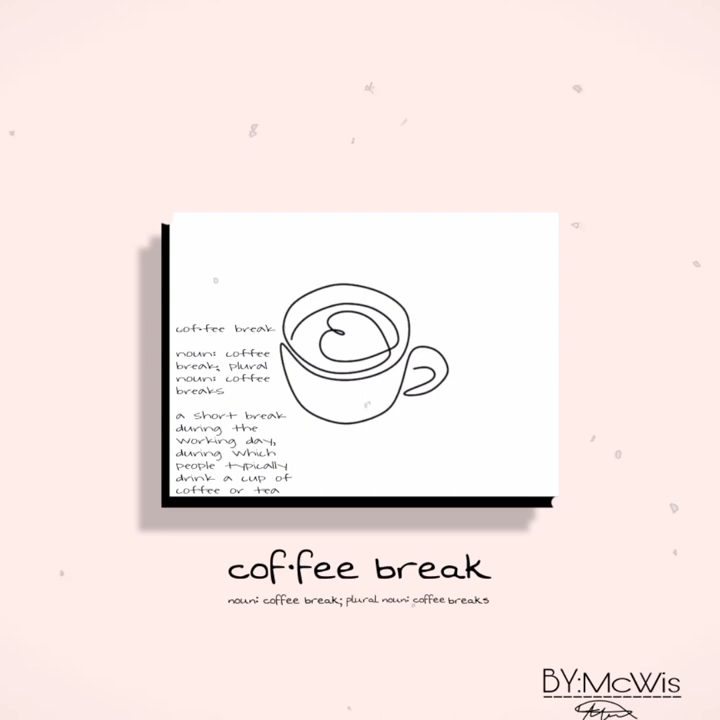 cof·fee break
noun: coffee
break; plural
noun: coffee
breaks
a short break
during the
working day,
during which
people typically
drink a cup of
coffee or tea
cof·fee break
noun: coffee break; plural noun: coffee breaks
BY:McWis